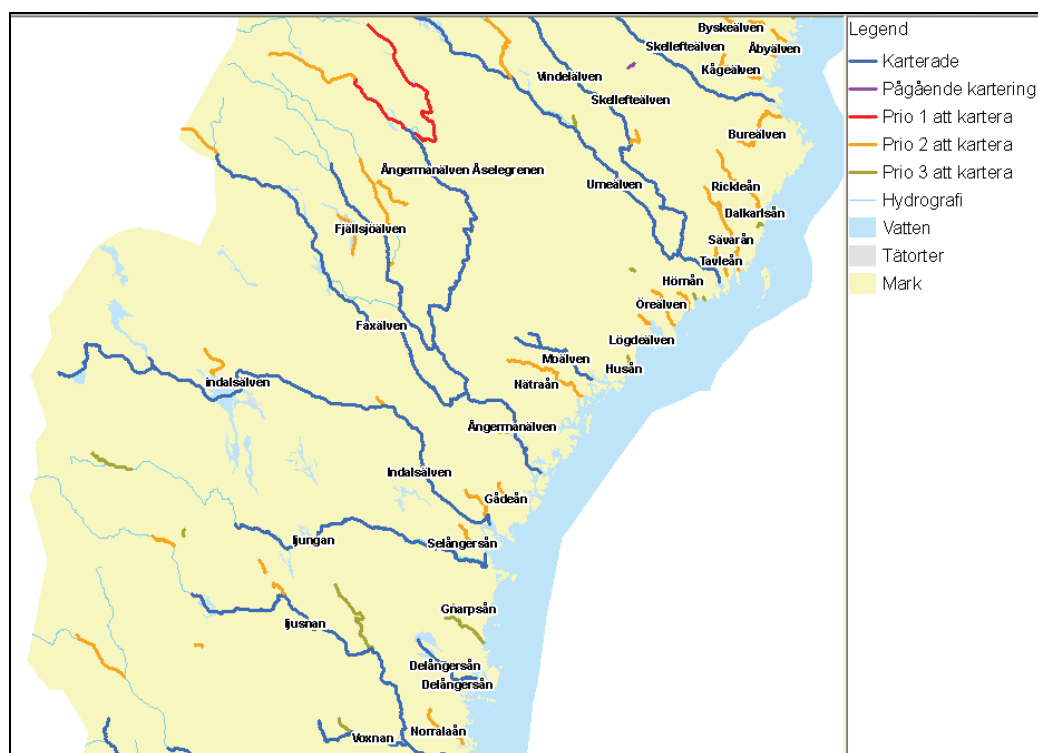 Byskeälven
Skellefteälven
Åbyälven
Kågeälven
Vindelälven
Skellefteälven
Bureälven
Ångermanälven Åselegrenen
Umeälven
Rickleån
Dalkarlsån
Fjällsjöälven
Sävarån
Tavleån
Hörnån
Öreälven
Faxälven
Lögdeälven
Moälven
Husån
indalsälven
Nätraån
Ångermanälven
Indalsälven
Gådeån
ljungan
Selångersån
Gnarpsån
ljusnan
Delångersån
Delångersån
Norralaån
Voxnan
Legend
Karterade
Pågående kartering
Prio 1 att kartera
Prio 2 att kartera
Prio 3 att kartera
Hydrografi
Vatten
Tätorter
Mark